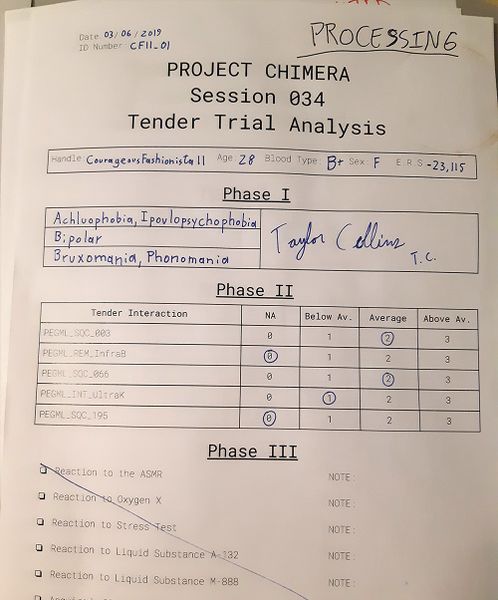 Date 03/06/2019
ID Number CF11_01
PROCESSING
PROJECT CHIMERA
Session 034
Tender Trial Analysis
Handle CourageousFashionista11 Age 28 Blood Type: B+ Sex: F E.R.S -23,115
Phase I
Achluophobia, Ipovlopsychophobia
Bipolar
Bruxomania, Phonomania
Taylor Collins
T.C.
Phase II
Tender Interaction NA Below Av. Average Above Av.
PEGML_SQC_003 0 1 2 3
PEGML_REM_InfraB 0 1 2 3
PEGML_SQC_066 0 1 2 3
PEGML_INT_UltraK 0 1 2 3
PEGML_SQC_195 0 1 2 3
Phase III
Reaction to the ASMR NOTE:
Reaction to Oxygen X NOTE:
Reaction to Stress Test NOTE:
Reaction to Liquid Substance A-132 NOTE:
Reaction to Liquid Substance M-888 NOTE: